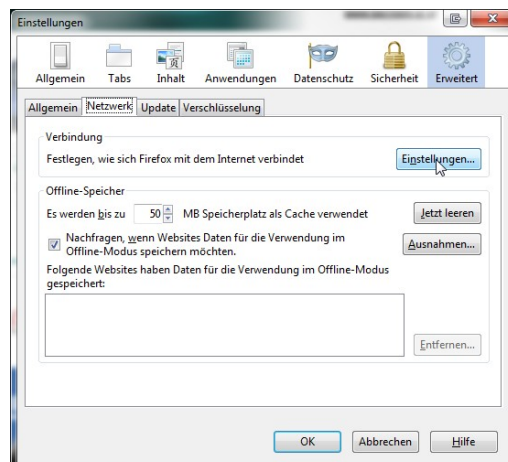 Einstellungen
Allgemein Tabs Inhalt Anwendungen Datenschutz Sicherheit Erweitert
Allgemein Netzwerk Update Verschlüsselung
Verbindung
Festlegen, wie sich Firefox mit dem Internet verbindet Einstellungen...
Offline-Speicher
Es werden bis zu 50 MB Speicherplatz als Cache verwendet Jetzt leeren
Nachfragen, wenn Websites Daten für die Verwendung im
Offline-Modus speichern möchten. Ausnahmen...
Folgende Websites haben Daten für die Verwendung im Offline-Modus
gespeichert:
Entfernen...
OK Abbrechen Hilfe